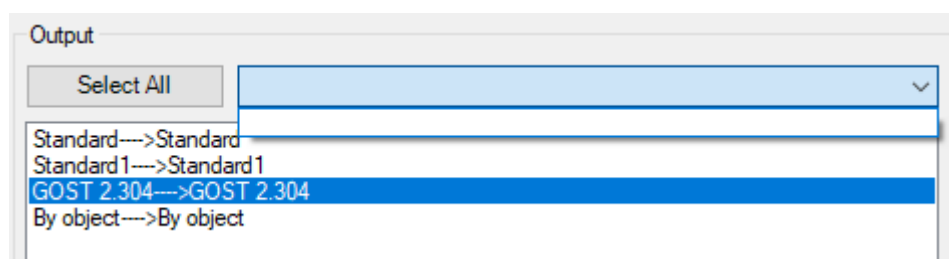 Output
Select All
Standard---->Standard
Standard1---->Standard1
GOST 2.304---->GOST 2.304
By object---->By object